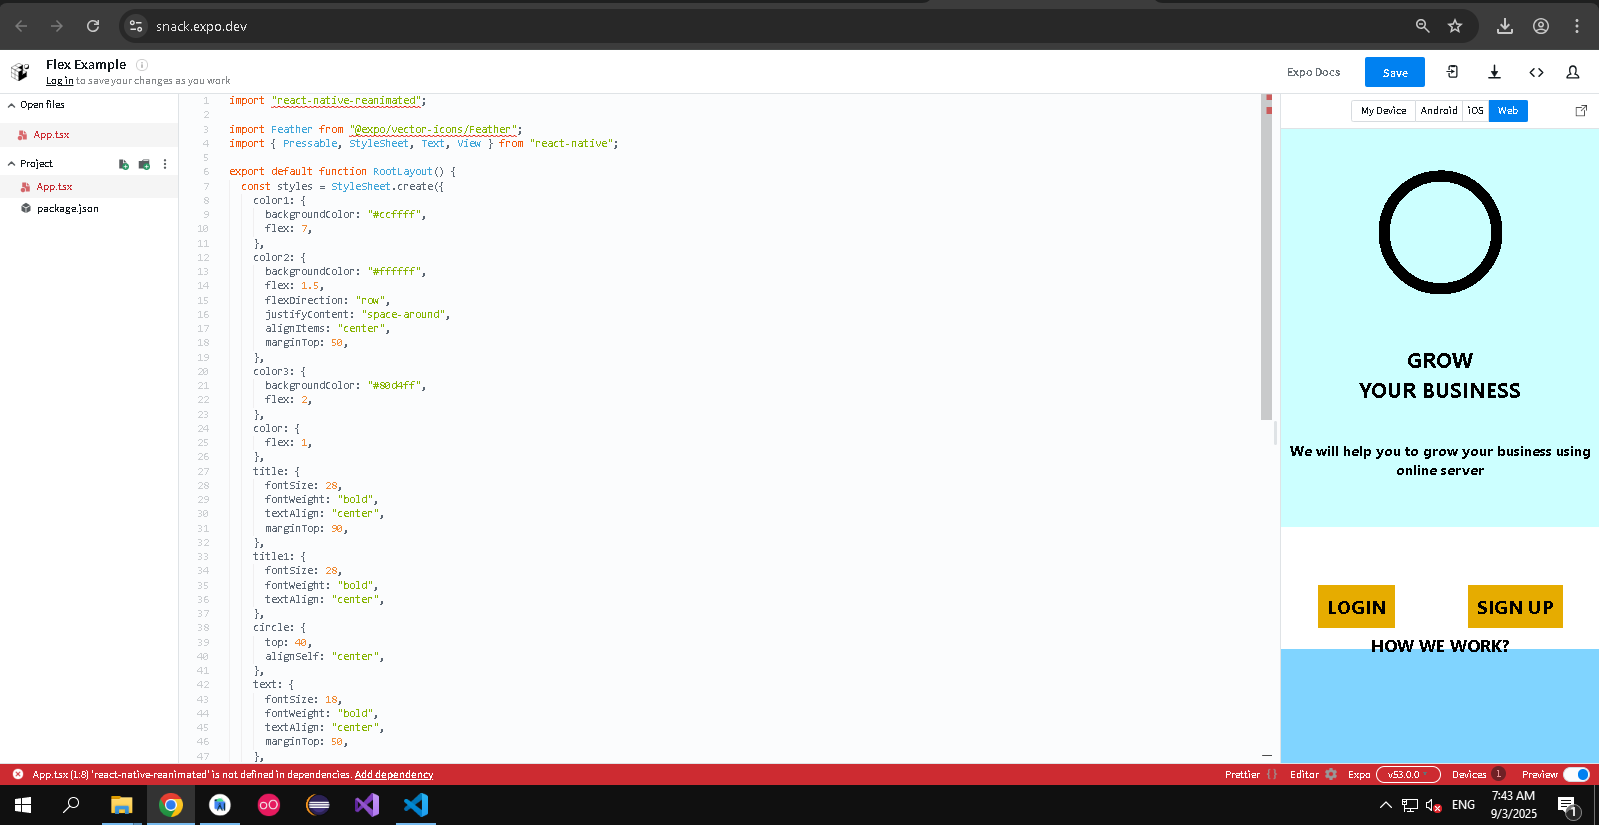 snack.expo.dev
Flex Example
Log in to save your changes as you work
Expo Docs
Save
Open files
App.tsx
Project
App.tsx
package.json
1 import "react-native-reanimated";
2
3 import Feather from "@expo/vector-icons/Feather";
4 import { Pressable, StyleSheet, Text, View } from "react-native";
5
6 export default function RootLayout() {
7 const styles = StyleSheet.create({
8 color1: {
9 backgroundColor: "#ccffff",
10 flex: 7,
11 },
12 color2: {
13 backgroundColor: "#ffffff",
14 flex: 1.5,
15 flexDirection: "row",
16 justifyContent: "space-around",
17 alignItems: "center",
18 marginTop: 50,
19 },
20 color3: {
21 backgroundColor: "#80d4ff",
22 flex: 2,
23 },
24 color: {
25 flex: 1,
26 },
27 title: {
28 fontSize: 28,
29 fontWeight: "bold",
30 textAlign: "center",
31 marginTop: 90,
32 },
33 title1: {
34 fontSize: 28,
35 fontWeight: "bold",
36 textAlign: "center",
37 },
38 circle: {
39 top: 40,
40 alignSelf: "center",
41 },
42 text: {
43 fontSize: 18,
44 fontWeight: "bold",
45 textAlign: "center",
46 marginTop: 50,
47 },
My Device Android iOS Web
GROW
YOUR BUSINESS
We will help you to grow your business using
online server
LOGIN SIGN UP
HOW WE WORK?
App.tsx (1:8) 'react-native-reanimated' is not defined in dependencies. Add dependency
Prettier { } Editor Expo v53.0.0 Devices 1 Preview
ENG
7:43 AM
9/3/2025
1